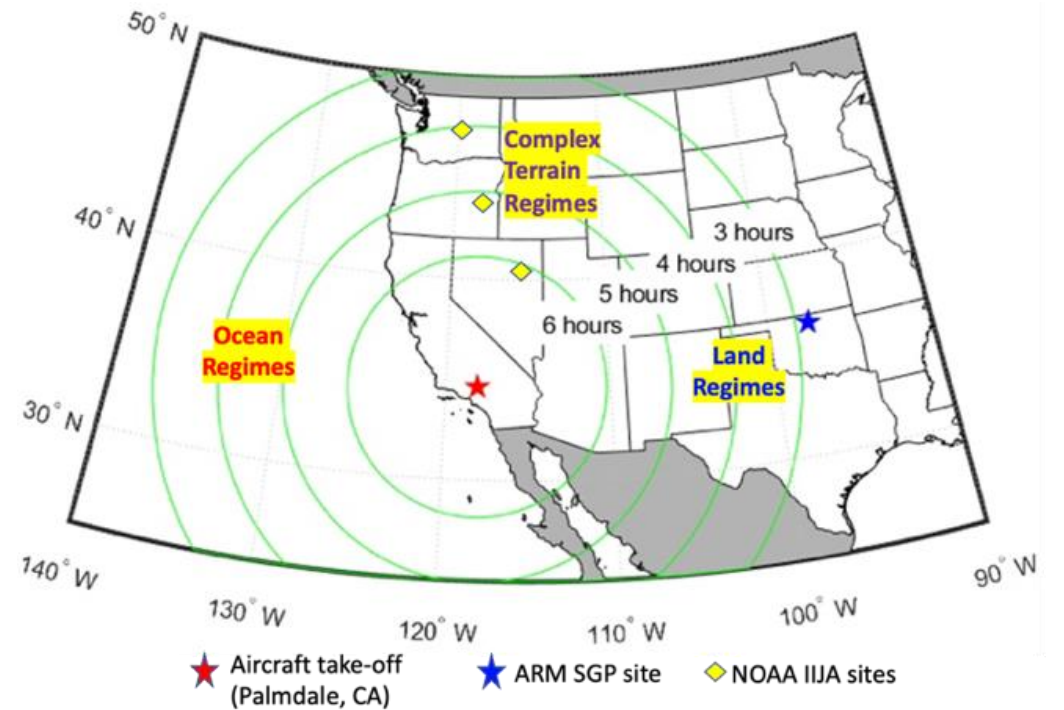 50° N
40° N
30° N
140° W
130° W
120° W
110° W
100° W
90° W
Complex
Terrain
Regimes
3 hours
4 hours
5 hours
6 hours
Ocean
Regimes
Land
Regimes
Aircraft take-off
(Palmdale, CA)
ARM SGP site
NOAA IIJA sites